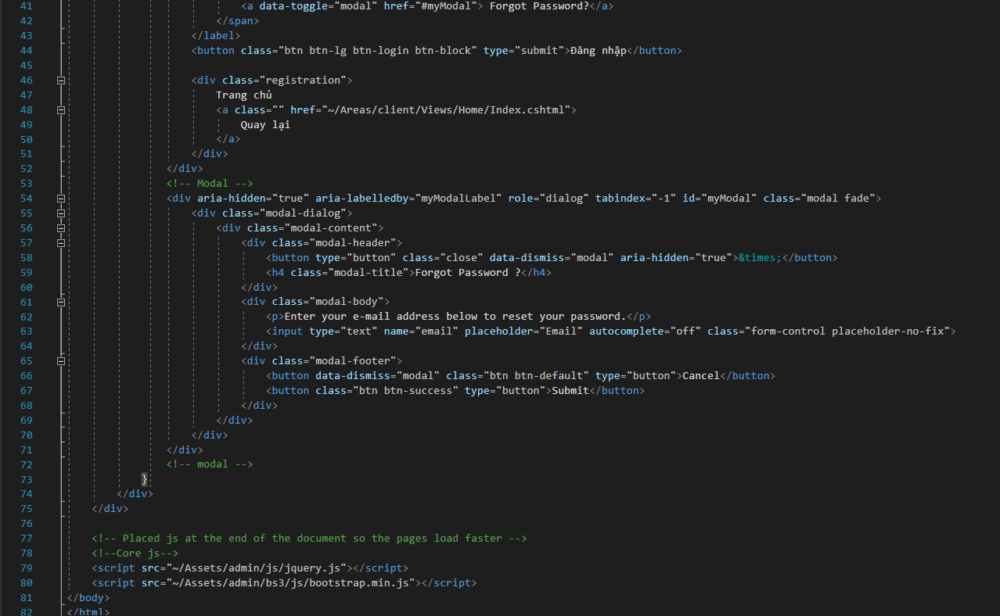 41 <a data-toggle="modal" href="#myModal"> Forgot Password?</a>
42 </span>
43 </label>
44 <button class="btn btn-lg btn-login btn-block" type="submit">Đăng nhập</button>
45
46 <div class="registration">
47 Trang chủ
48 <a class="" href="~/Areas/client/Views/Home/Index.cshtml">
49 Quay lại
50 </a>
51 </div>
52 </div>
53 <!-- Modal -->
54 <div aria-hidden="true" aria-labelledby="myModalLabel" role="dialog" tabindex="-1" id="myModal" class="modal fade">
55 <div class="modal-dialog">
56 <div class="modal-content">
57 <div class="modal-header">
58 <button type="button" class="close" data-dismiss="modal" aria-hidden="true">&times;</button>
59 <h4 class="modal-title">Forgot Password ?</h4>
60 </div>
61 <div class="modal-body">
62 <p>Enter your e-mail address below to reset your password.</p>
63 <input type="text" name="email" placeholder="Email" autocomplete="off" class="form-control placeholder-no-fix">
64 </div>
65 <div class="modal-footer">
66 <button data-dismiss="modal" class="btn btn-default" type="button">Cancel</button>
67 <button class="btn btn-success" type="button">Submit</button>
68 </div>
69 </div>
70 </div>
71 </div>
72 <!-- modal -->
73 }
74 </div>
75 </div>
76
77 <!-- Placed js at the end of the document so the pages load faster -->
78 <!--Core js-->
79 <script src="~/Assets/admin/js/jquery.js"></script>
80 <script src="~/Assets/admin/bs3/js/bootstrap.min.js"></script>
81 </body>
82 </html>